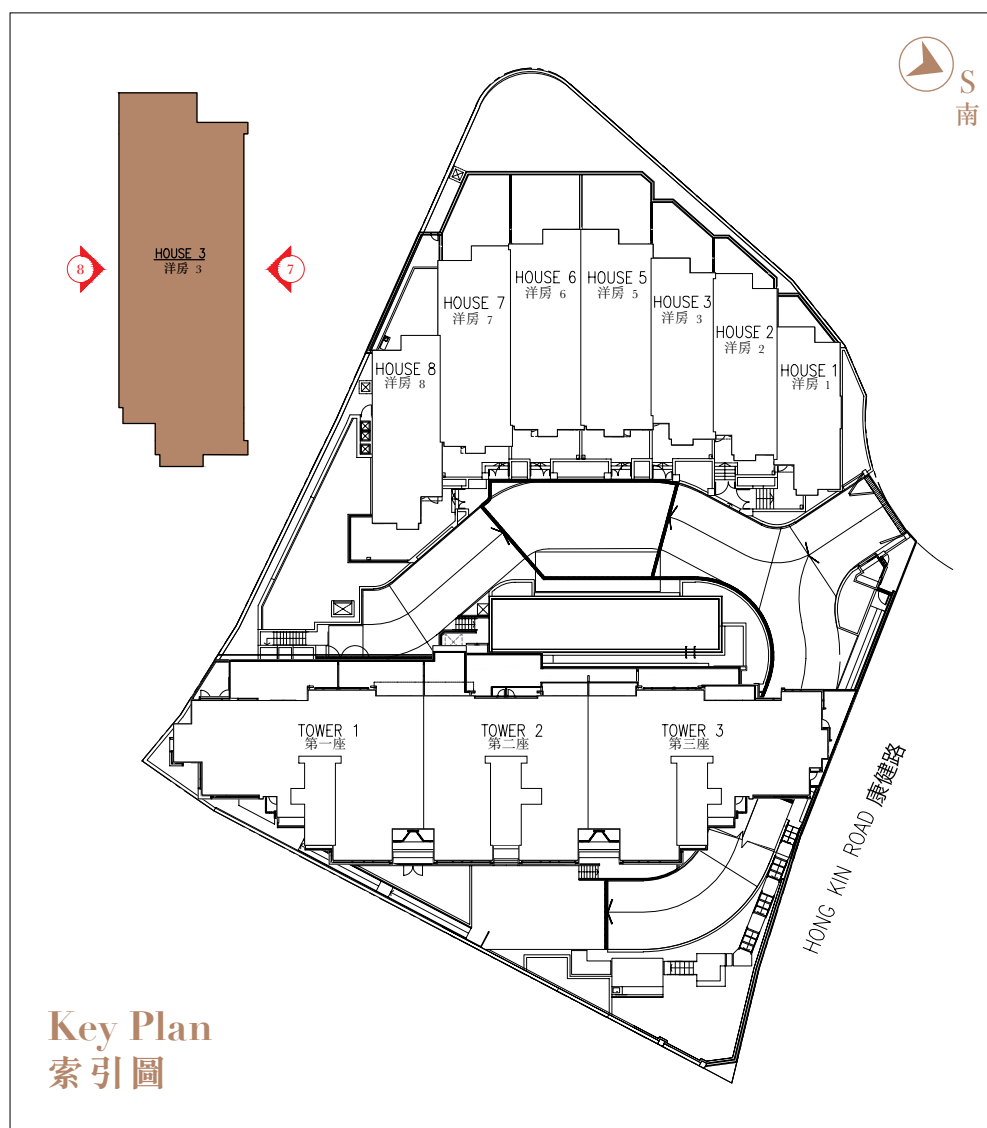 S
南
HOUSE 3
洋房 3
8
7
HOUSE 6
洋房 6
HOUSE 5
洋房 5
HOUSE 7
洋房 7
HOUSE 3
洋房 3
HOUSE 2
洋房 2
HOUSE 8
洋房 8
HOUSE 1
洋房 1
TOWER 1
第一座
TOWER 2
第二座
TOWER 3
第三座
HONG KIN ROAD 康健路
Key Plan
索引圖